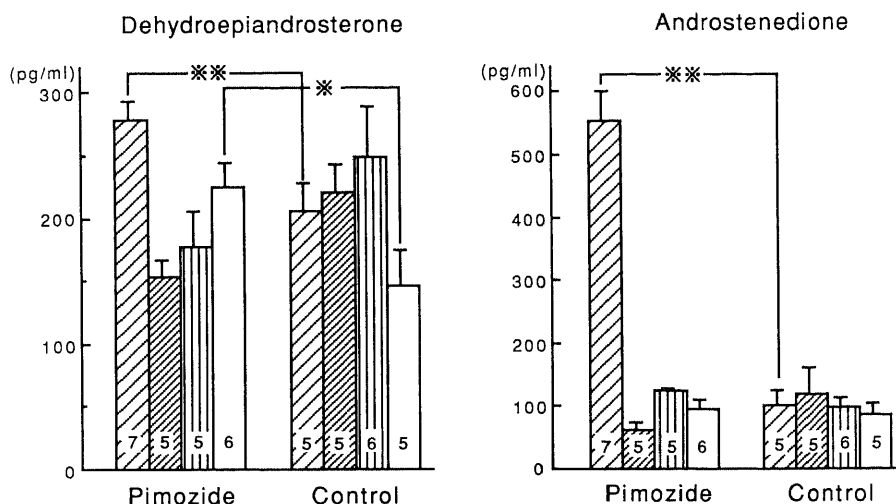 Dehydroepiandrosterone
(pg/ml)
※※
※
300
200
100
0
7 5 5 6 5 5 6 5
Pimozide Control
Androstenedione
(pg/ml)
※※
600
500
400
300
200
100
0
7 5 5 6 5 5 6 5
Pimozide Control